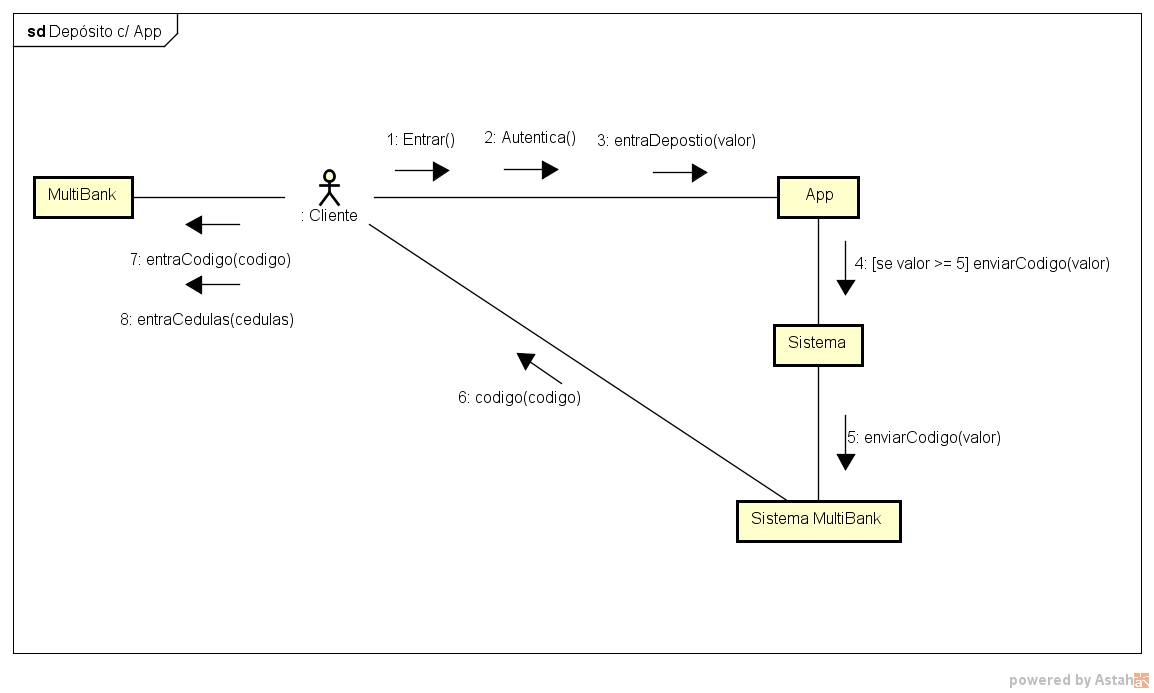 sd Depósito c/ App
1: Entrar()
2: Autentica()
3: entraDepostio(valor)
MultiBank
: Cliente
App
7: entraCodigo(codigo)
4: [se valor >= 5] enviarCodigo(valor)
8: entraCedulas(cedulas)
Sistema
6: codigo(codigo)
5: enviarCodigo(valor)
Sistema MultiBank
powered by Astah